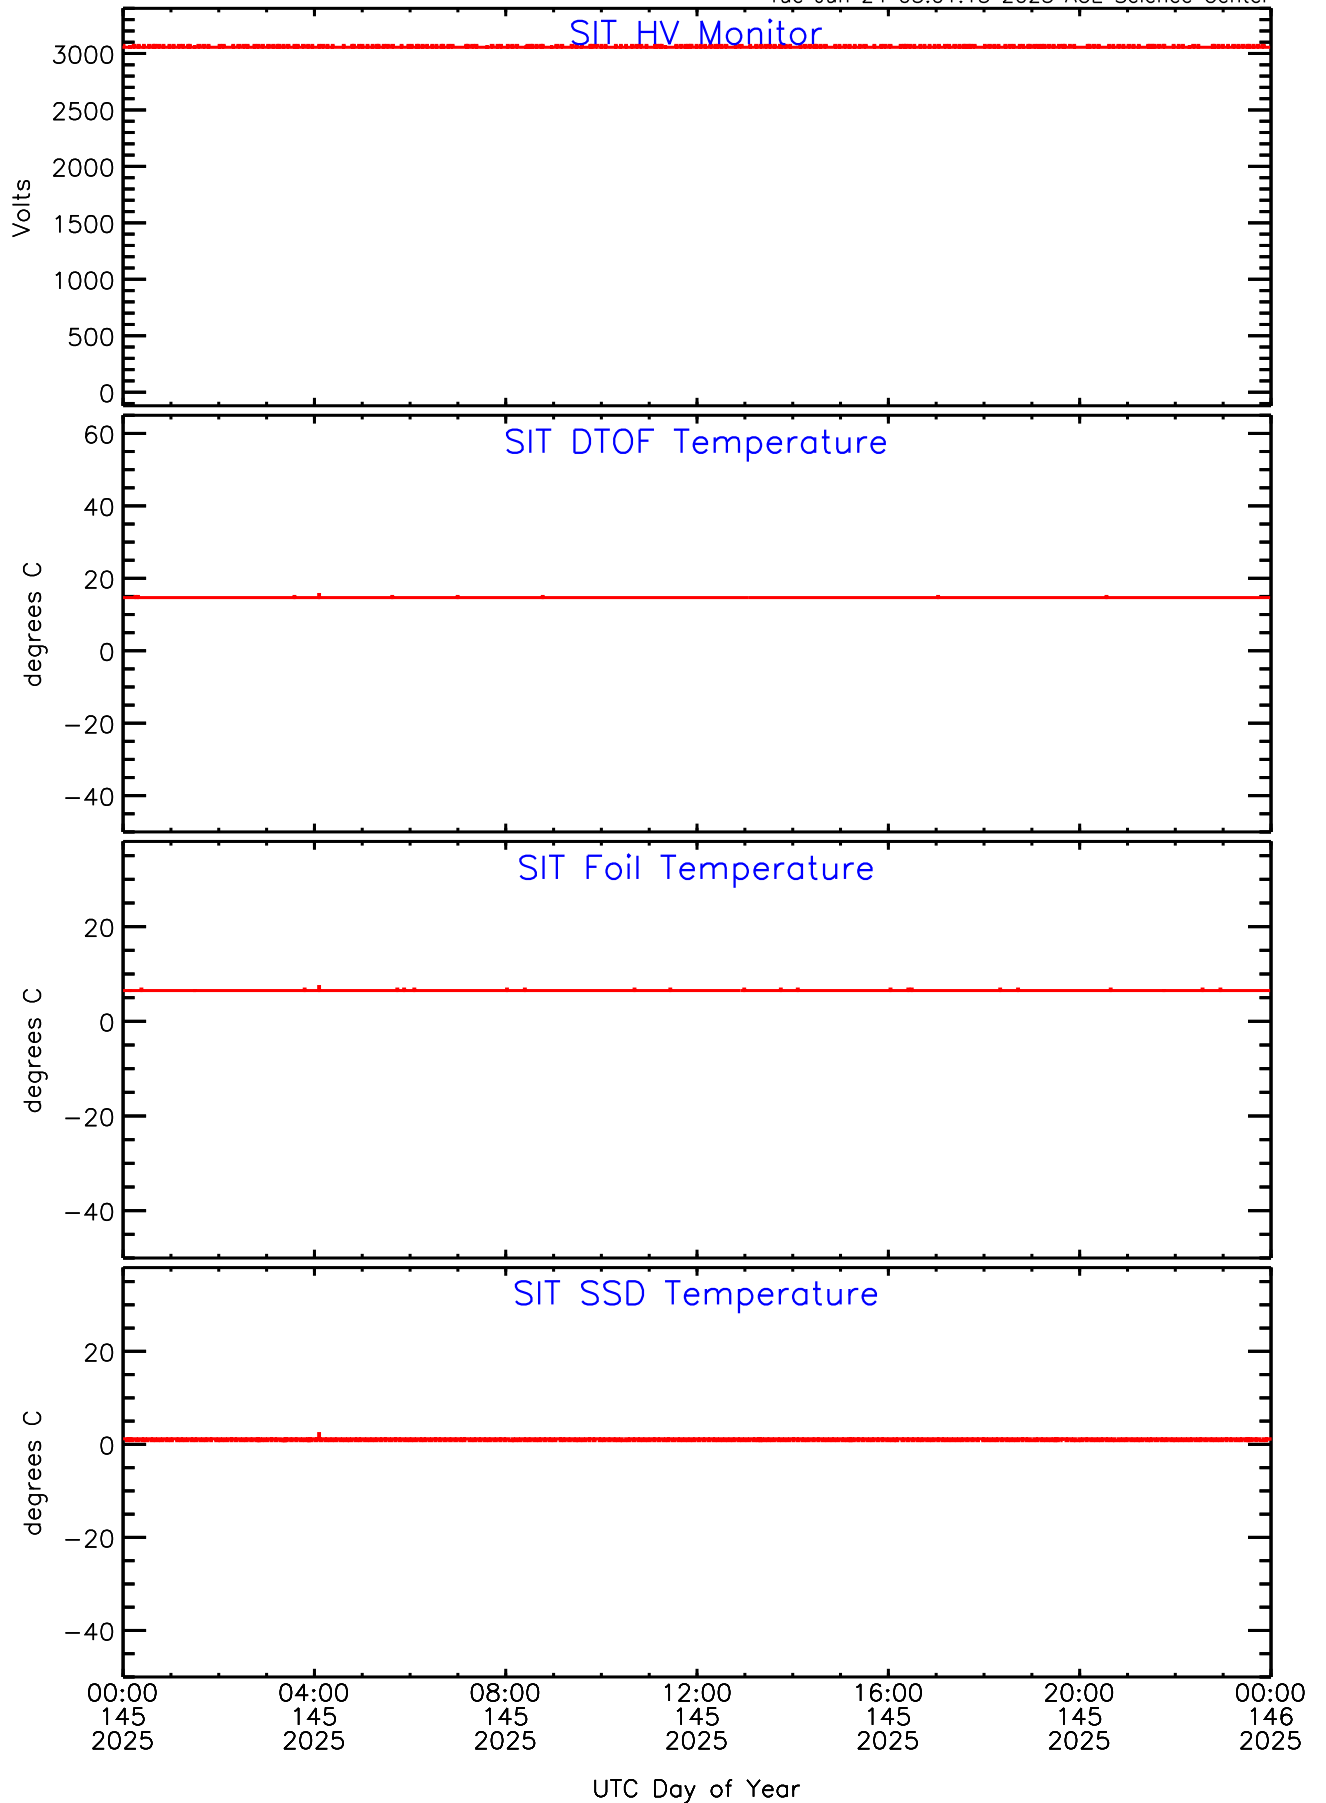 SIT HV Monitor
3000
2500
2000
1500
1000
500
0
Volts
SIT DTOF Temperature
60
40
20
0
-20
-40
degrees C
SIT Foil Temperature
20
0
-20
-40
degrees C
SIT SSD Temperature
20
0
-20
-40
degrees C
00:00 04:00 08:00 12:00 16:00 20:00 00:00
145 145 145 145 145 145 146
2025 2025 2025 2025 2025 2025 2025
UTC Day of Year